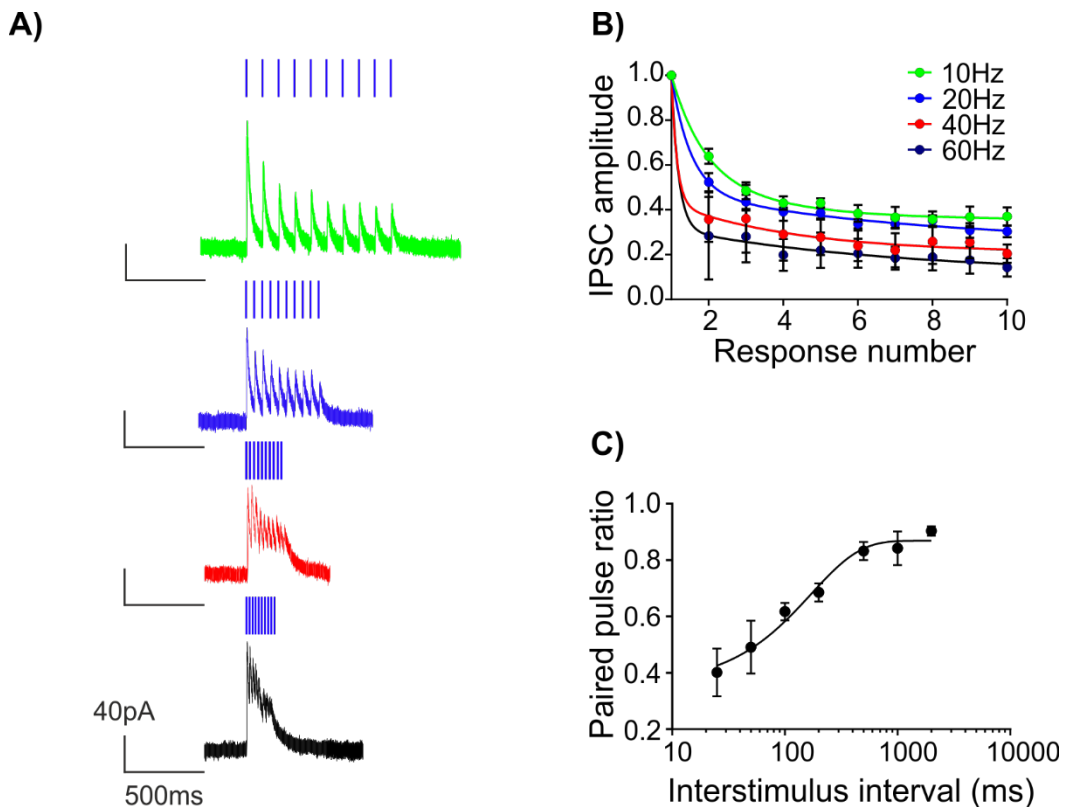 A)
40pA
500ms
B)
IPSC amplitude
1.0
0.8
0.6
0.4
0.2
0.0
10Hz
20Hz
40Hz
60Hz
2 4 6 8 10
Response number
C)
Paired pulse ratio
1.0
0.8
0.6
0.4
0.2
10 100 1000 10000
Interstimulus interval (ms)